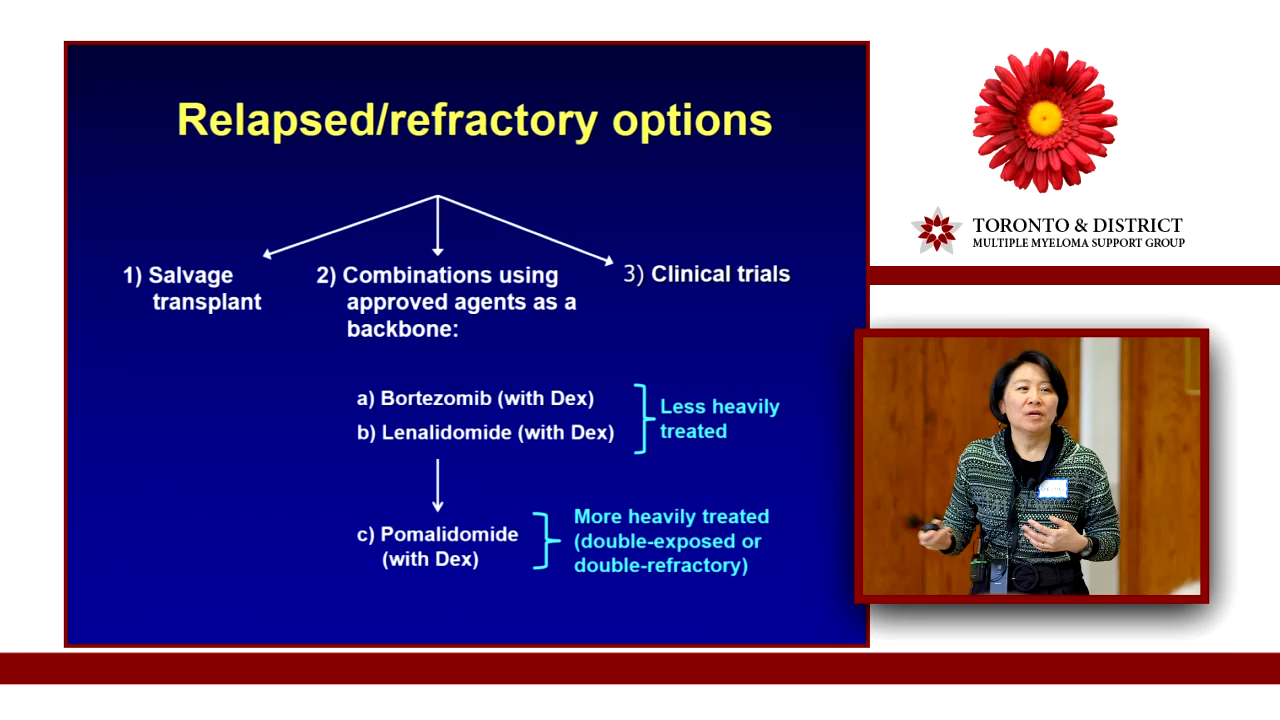 Relapsed/refractory options
1) Salvage
transplant
2) Combinations using
approved agents as a
backbone:
3) Clinical trials
a) Bortezomib (with Dex)
b) Lenalidomide (with Dex)
Less heavily
treated
c) Pomalidomide
(with Dex)
More heavily treated
(double-exposed or
double-refractory)
TORONTO & DISTRICT
MULTIPLE MYELOMA SUPPORT GROUP